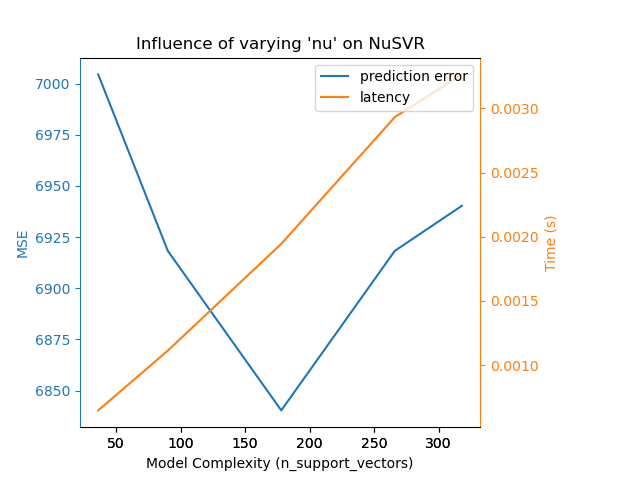 Influence of varying 'nu' on NuSVR
prediction error
latency
7000
6975
6950
6925
6900
6875
6850
MSE
0.0030
0.0025
0.0020
0.0015
0.0010
Time (s)
50 100 150 200 250 300
Model Complexity (n_support_vectors)